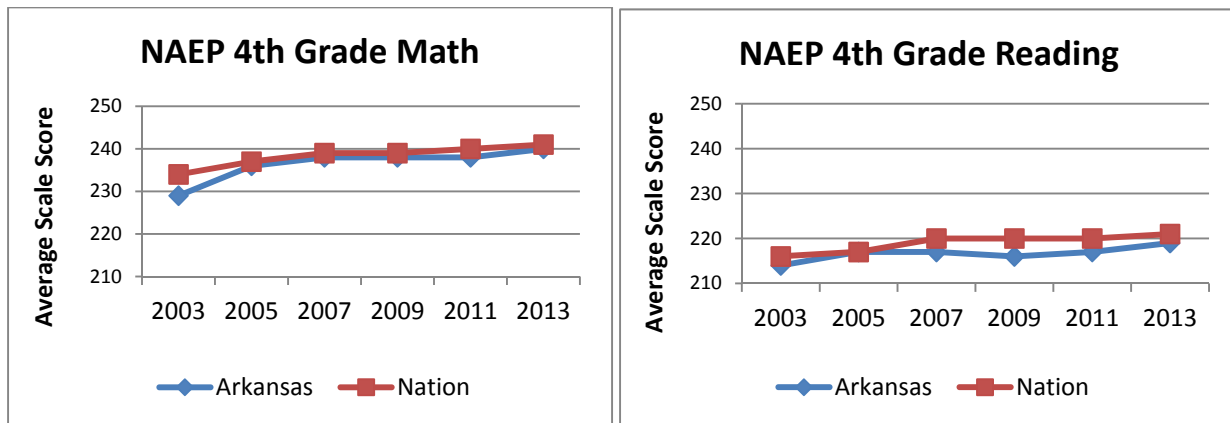 NAEP 4th Grade Math
Average Scale Score
250
240
230
220
210
2003 2005 2007 2009 2011 2013
Arkansas Nation
NAEP 4th Grade Reading
Average Scale Score
250
240
230
220
210
2003 2005 2007 2009 2011 2013
Arkansas Nation